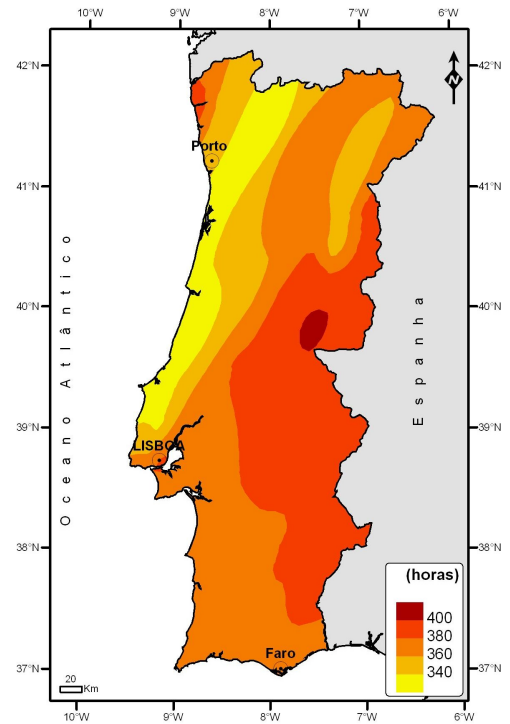 10°W 9°W 8°W 7°W 6°W
42°N 42°N
N
Porto
41°N 41°N
Oceano Atlântico
Espanha
40°N 40°N
39°N 39°N
LISBOA
38°N 38°N
(horas)
400
380
360
340
Faro
37°N 37°N
20
Km
10°W 9°W 8°W 7°W 6°W